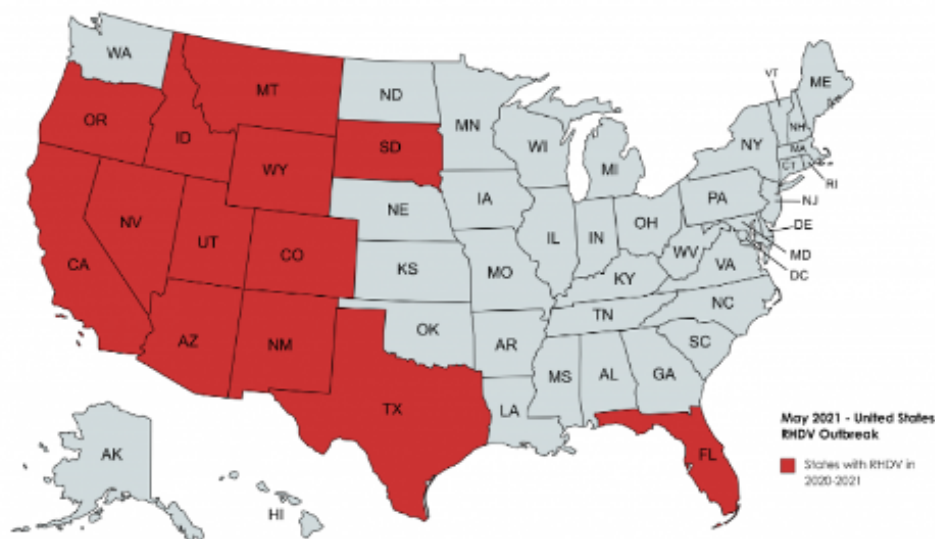 WA
MT
ND
MN
ME
VT
NH
OR
ID
SD
WI
NY
MA
CT
RI
WY
MI
PA
NJ
IA
NE
OH
DE
NV
UT
CO
IL
IN
WV
MD
CA
KS
MO
KY
VA
DC
OK
TN
NC
AZ
NM
AR
SC
MS
AL
GA
TX
LA
FL
AK
HI
May 2021 - United States
RHDV Outbreak
States with RHDV in
2020-2021